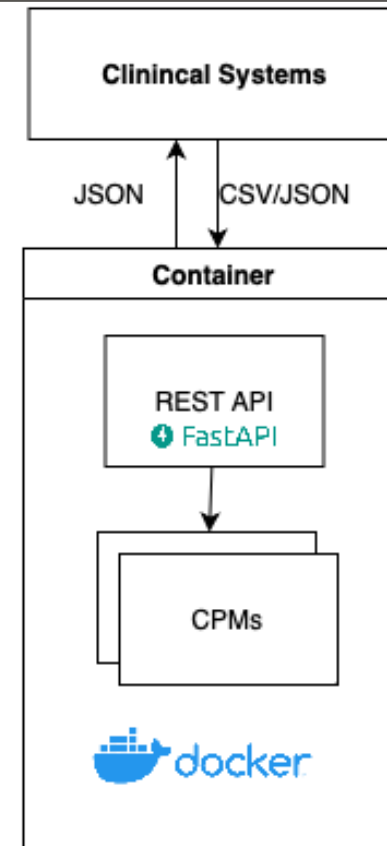 Clinincal Systems
JSON
CSV/JSON
Container
REST API
FastAPI
CPMs
docker